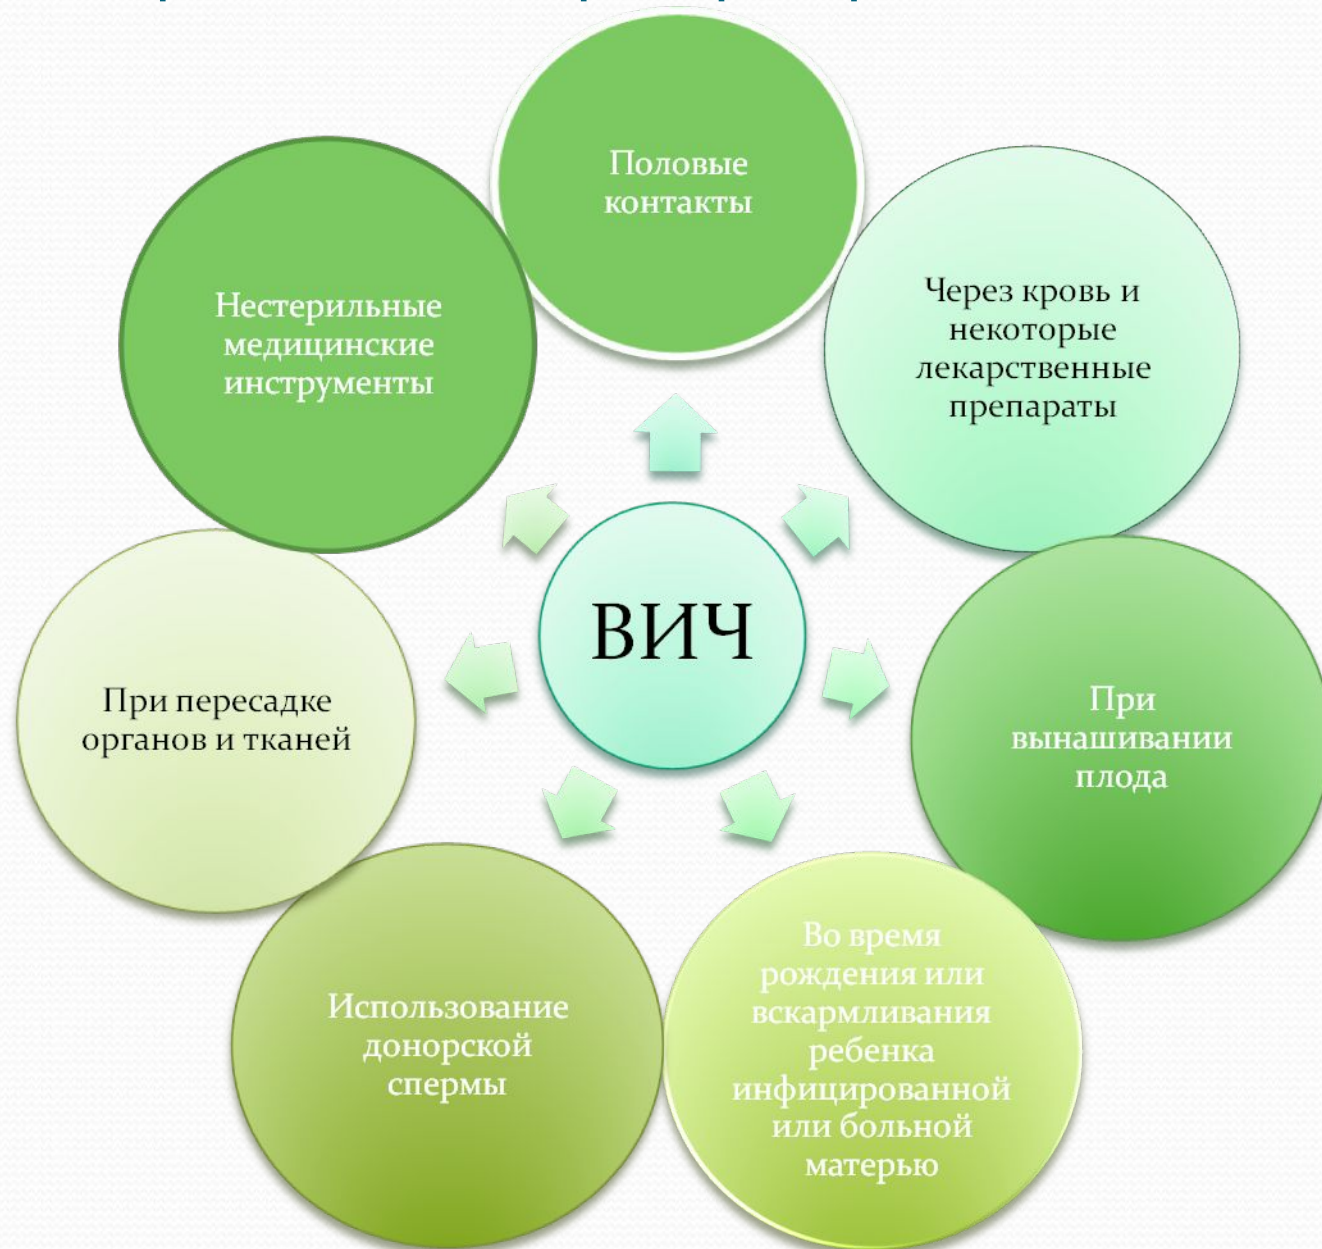 Половые
контакты
Через кровь и
некоторые
лекарственные
препараты
При
вынашивании
плода
Во время
рождения или
вскармливания
ребенка
инфицированной
или больной
матерью
Использование
донорской
спермы
При пересадке
органов и тканей
Нестерильные
медицинские
инструменты
ВИЧ